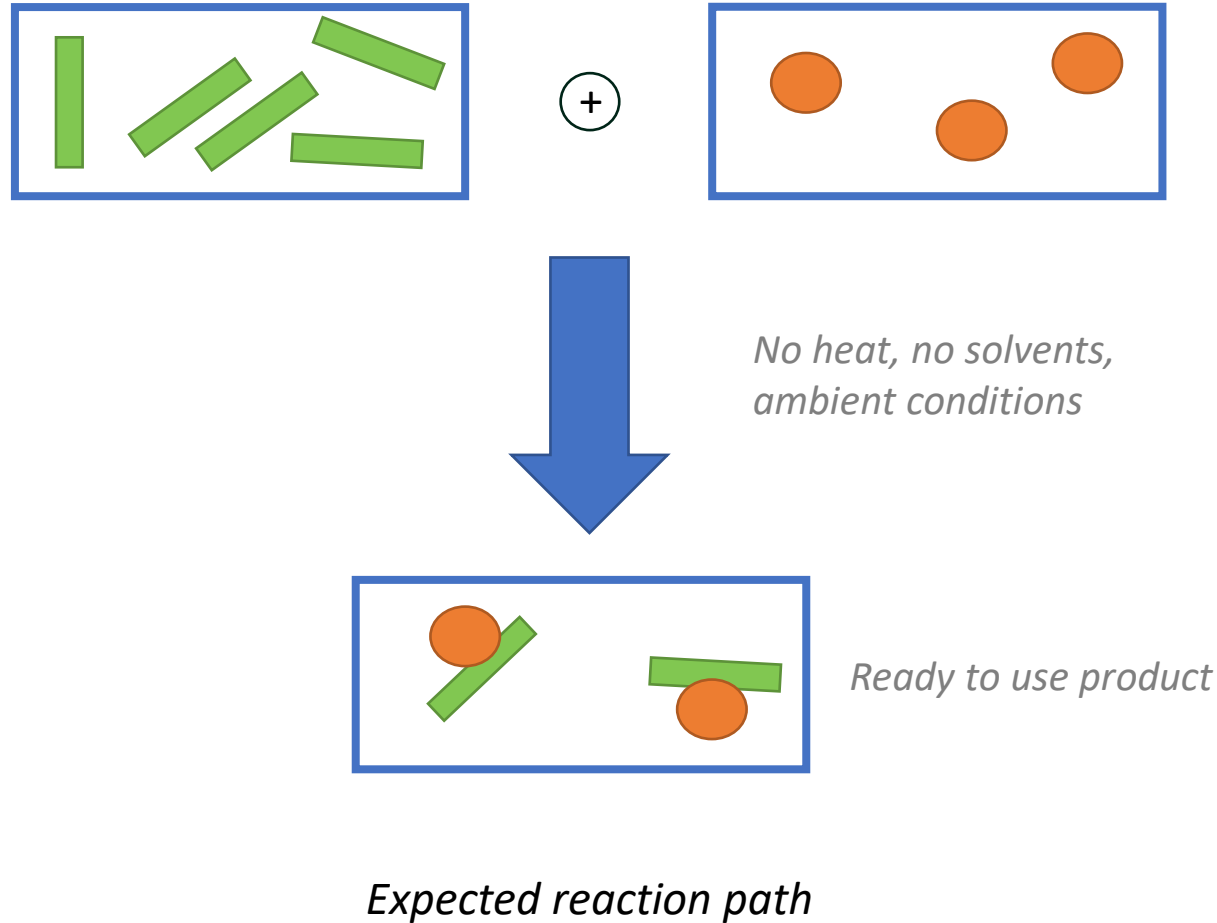 +
No heat, no solvents,
ambient conditions
Ready to use product
Expected reaction path